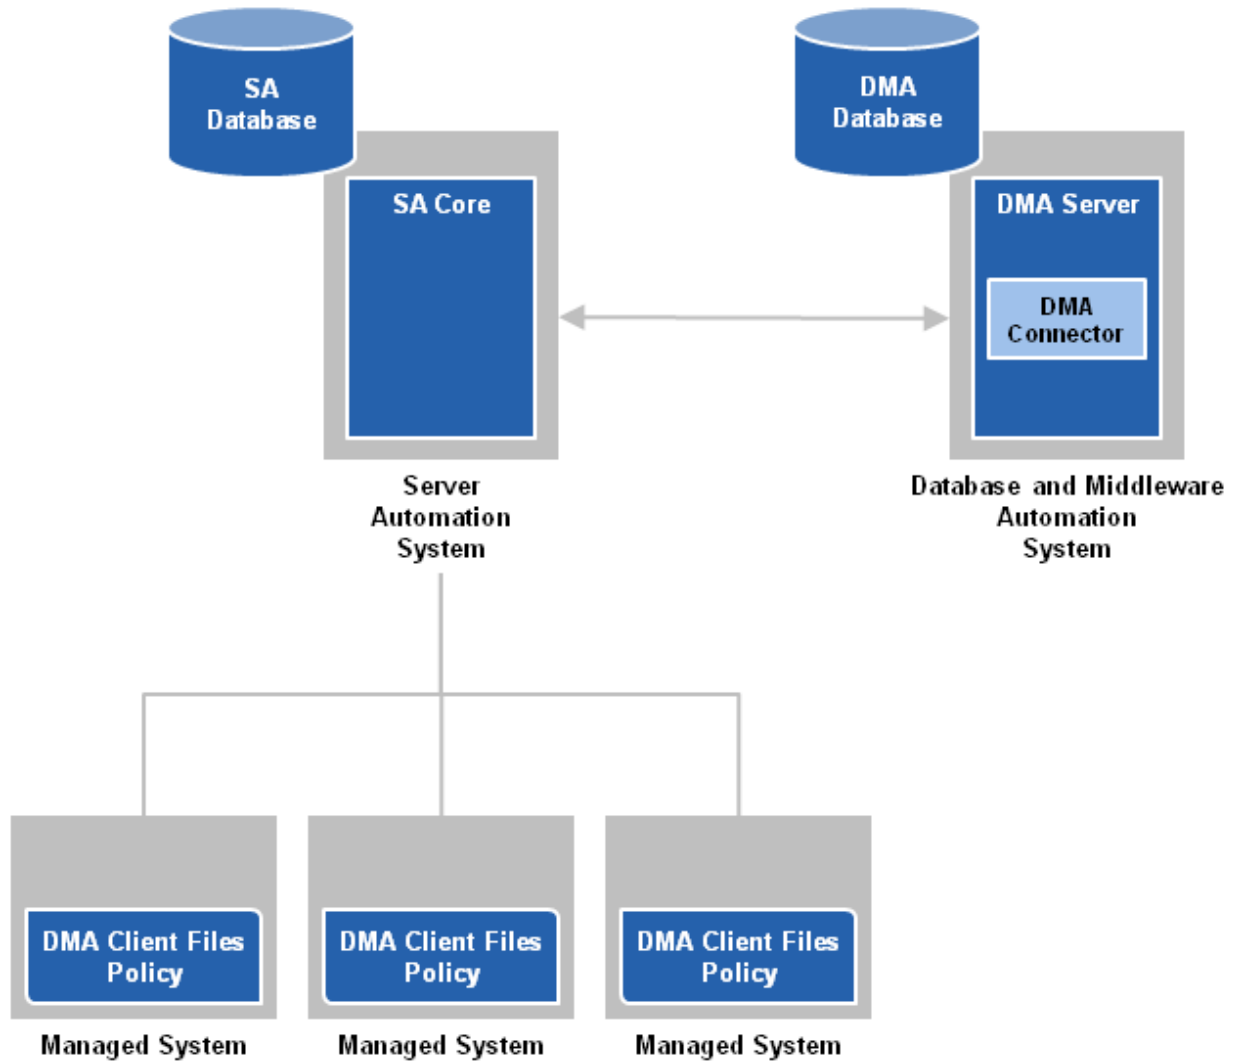 SA
Database
DMA
Database
SA Core
DMA Server
DMA
Connector
Server
Automation
System
Database and Middleware
Automation
System
DMA Client Files
Policy
DMA Client Files
Policy
DMA Client Files
Policy
Managed System
Managed System
Managed System